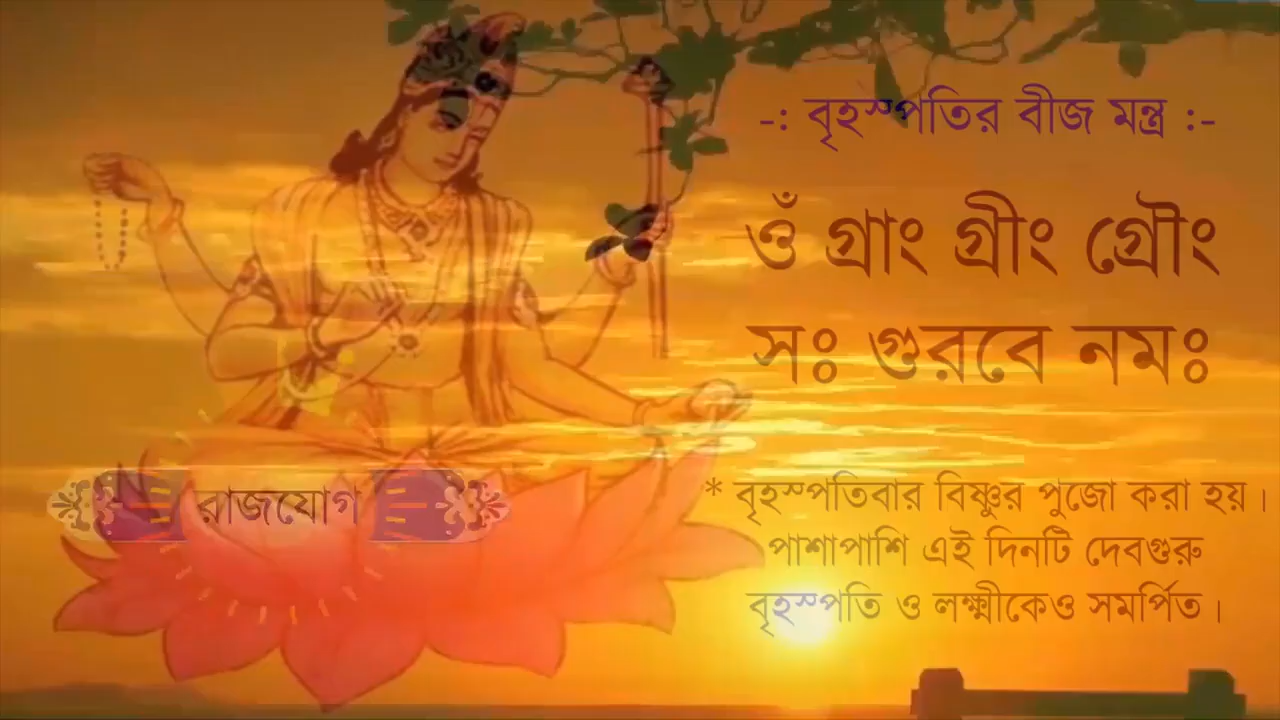 -: বৃহস্পতির বীজ মন্ত্র :-
ওঁ গ্রাং গ্রীং গ্রৌং
সঃ গুরবে নমঃ
রাজযোগ
* বৃহস্পতিবার বিষ্ণুর পুজো করা হয়।
পাশাপাশি এই দিনটি দেবগুরু
বৃহস্পতি ও লক্ষ্মীকেও সমর্পিত।